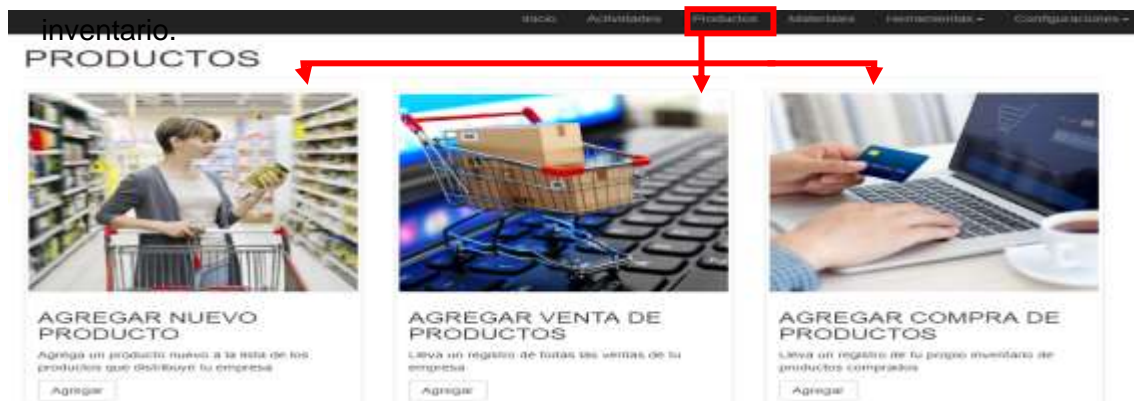 Inicio Actividades Productos Materiales Herramientas Configuraciones
inventario.
PRODUCTOS
AGREGAR NUEVO
PRODUCTO
Agrega un producto nuevo a la lista de los
productos que distribuye tu empresa
Agregar
AGREGAR VENTA DE
PRODUCTOS
Lleva un registro de todas las ventas de tu
empresa
Agregar
AGREGAR COMPRA DE
PRODUCTOS
Lleva un registro de tu propio inventario de
productos comprados
Agregar